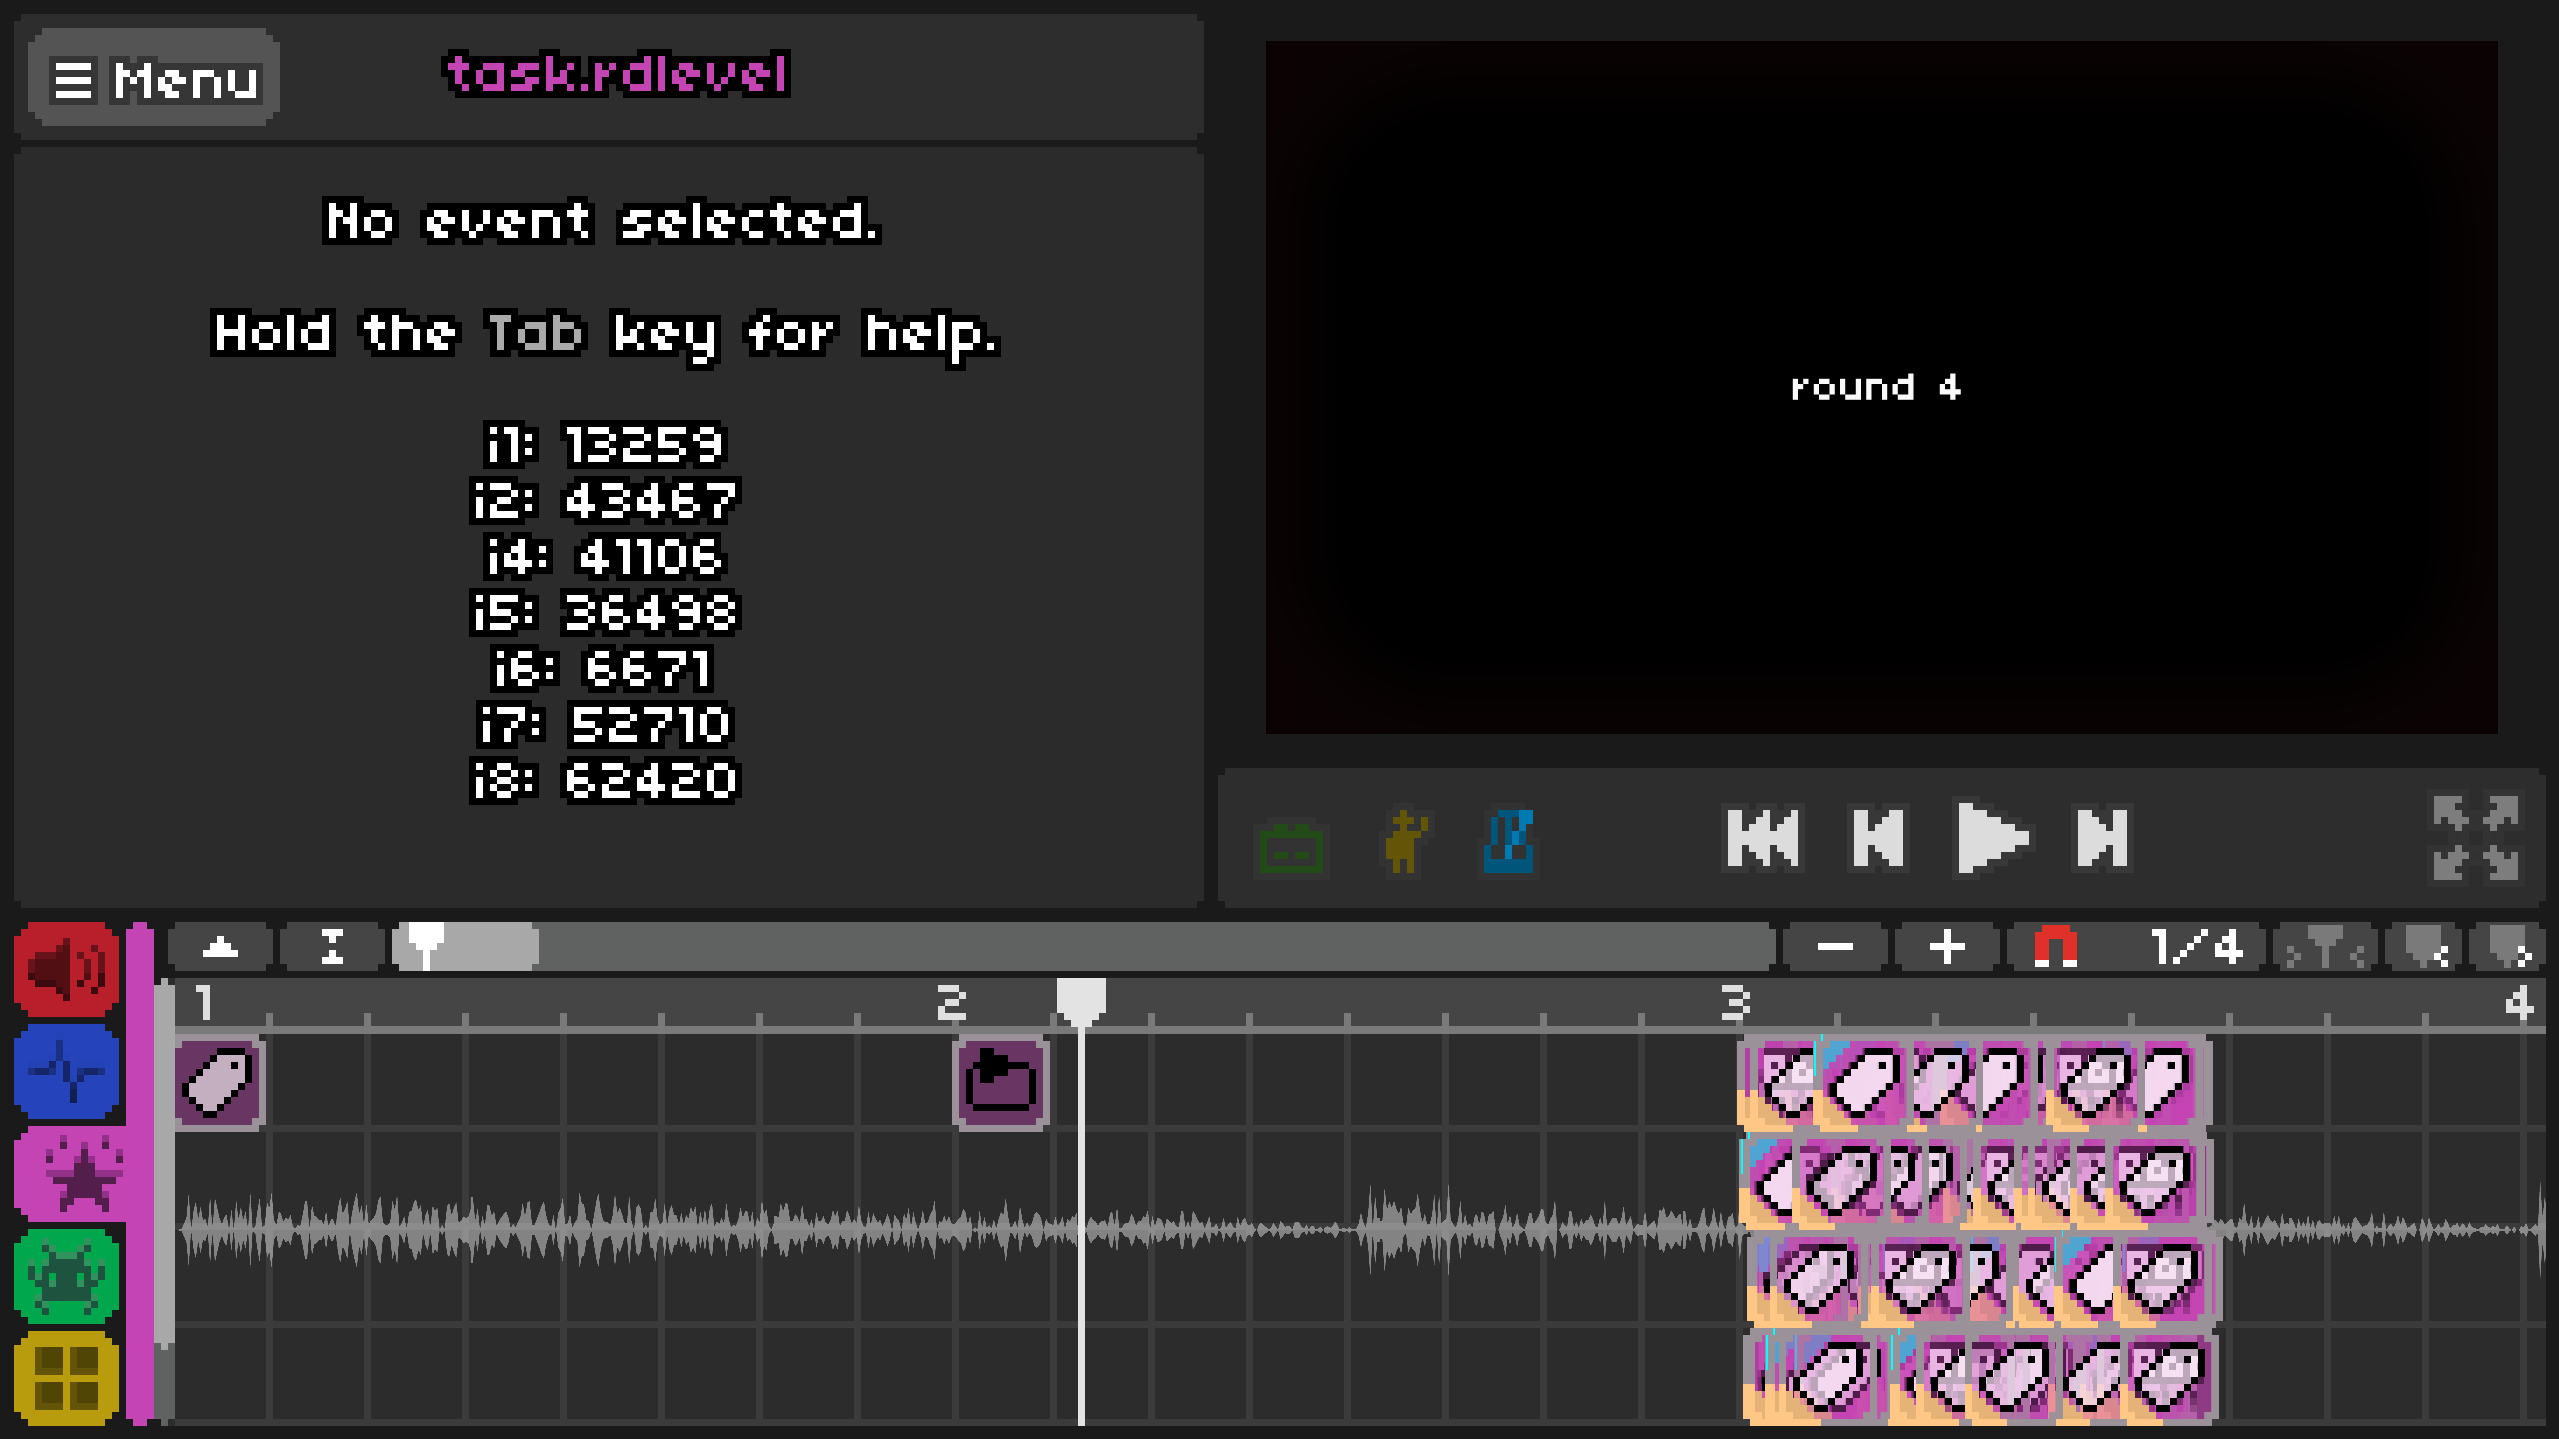 Menu
task.rdlevel
No event selected.
Hold the Tab key for help.
i1: 13259
i2: 43467
i4: 41106
i5: 36498
i6: 6671
i7: 52710
i8: 62420
round 4
1/4
1 2 3 4